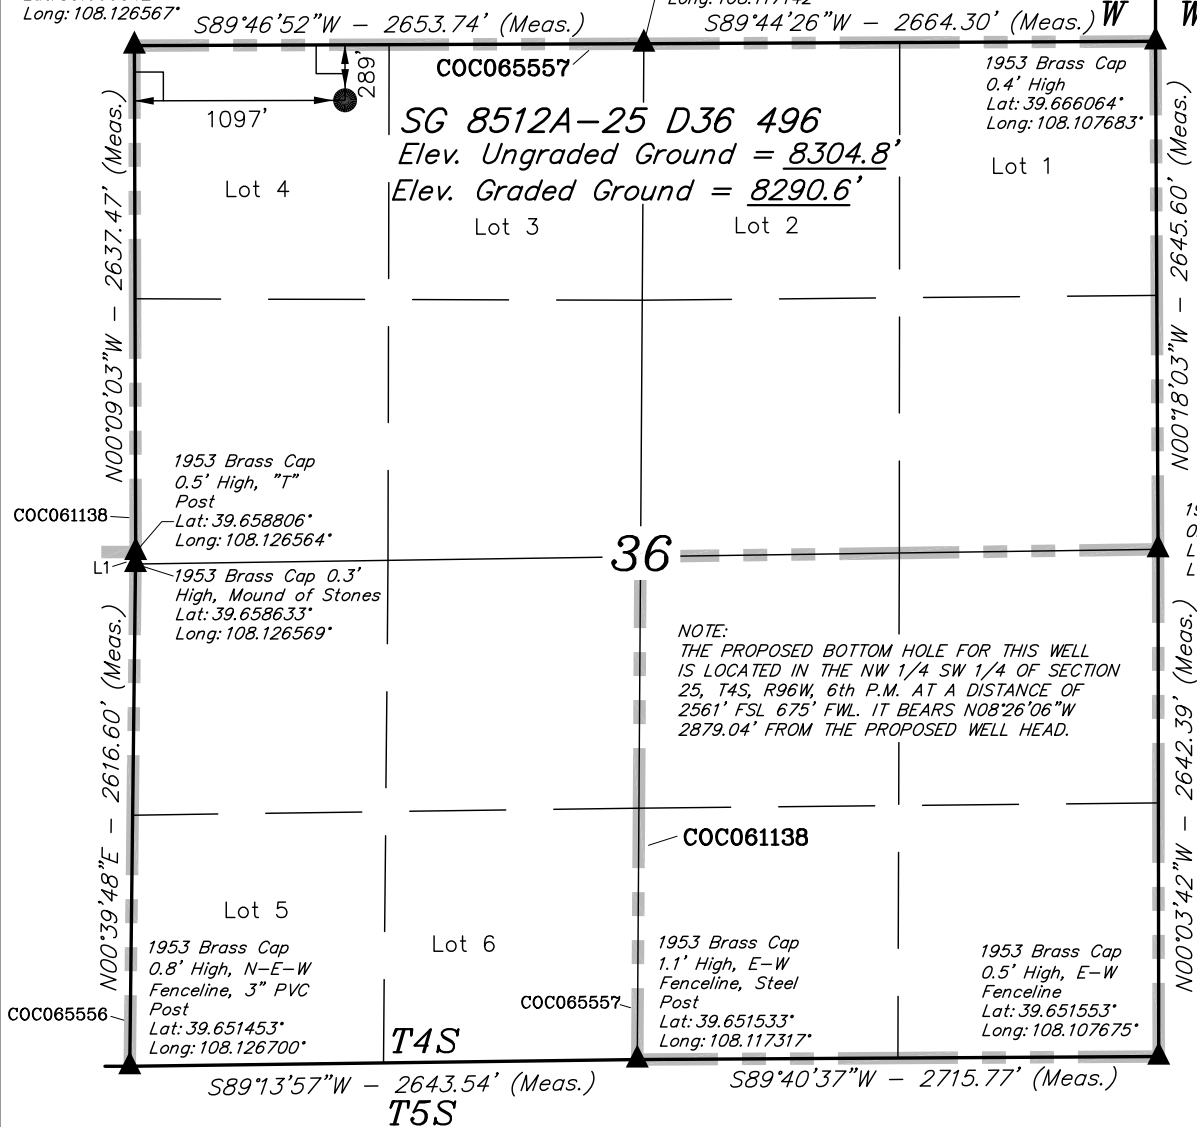 Long: 108.126567°
S89°46'52"W - 2653.74' (Meas.)
S89°44'26"W - 2664.30' (Meas.)
W
W
COC065557
289'
1097'
SG 8512A-25 D36 496
Elev. Ungraded Ground = 8304.8'
Elev. Graded Ground = 8290.6'
1953 Brass Cap
0.4' High
Lat: 39.666064°
Long: 108.107683°
Lot 4
Lot 3
Lot 2
Lot 1
N00°09'03"W - 2637.47' (Meas.)
N00°18'03"W - 2645.60' (Meas.)
1953 Brass Cap
0.5' High, "T"
Post
Lat: 39.658806°
Long: 108.126564°
COC061138
L1
1953 Brass Cap 0.3'
High, Mound of Stones
Lat: 39.658633°
Long: 108.126569°
36
NOTE:
THE PROPOSED BOTTOM HOLE FOR THIS WELL
IS LOCATED IN THE NW 1/4 SW 1/4 OF SECTION
25, T4S, R96W, 6th P.M. AT A DISTANCE OF
2561' FSL 675' FWL. IT BEARS N08°26'06"W
2879.04' FROM THE PROPOSED WELL HEAD.
N00°39'48"E - 2616.60' (Meas.)
N00°03'42"W - 2642.39' (Meas.)
COC061138
Lot 5
Lot 6
1953 Brass Cap
0.8' High, N-E-W
Fenceline, 3" PVC
Post
Lat: 39.651453°
Long: 108.126700°
COC065556
COC065557
1953 Brass Cap
1.1' High, E-W
Fenceline, Steel
Post
Lat: 39.651533°
Long: 108.117317°
1953 Brass Cap
0.5' High, E-W
Fenceline
Lat: 39.651553°
Long: 108.107675°
T4S
S89°13'57"W - 2643.54' (Meas.)
S89°40'37"W - 2715.77' (Meas.)
T5S